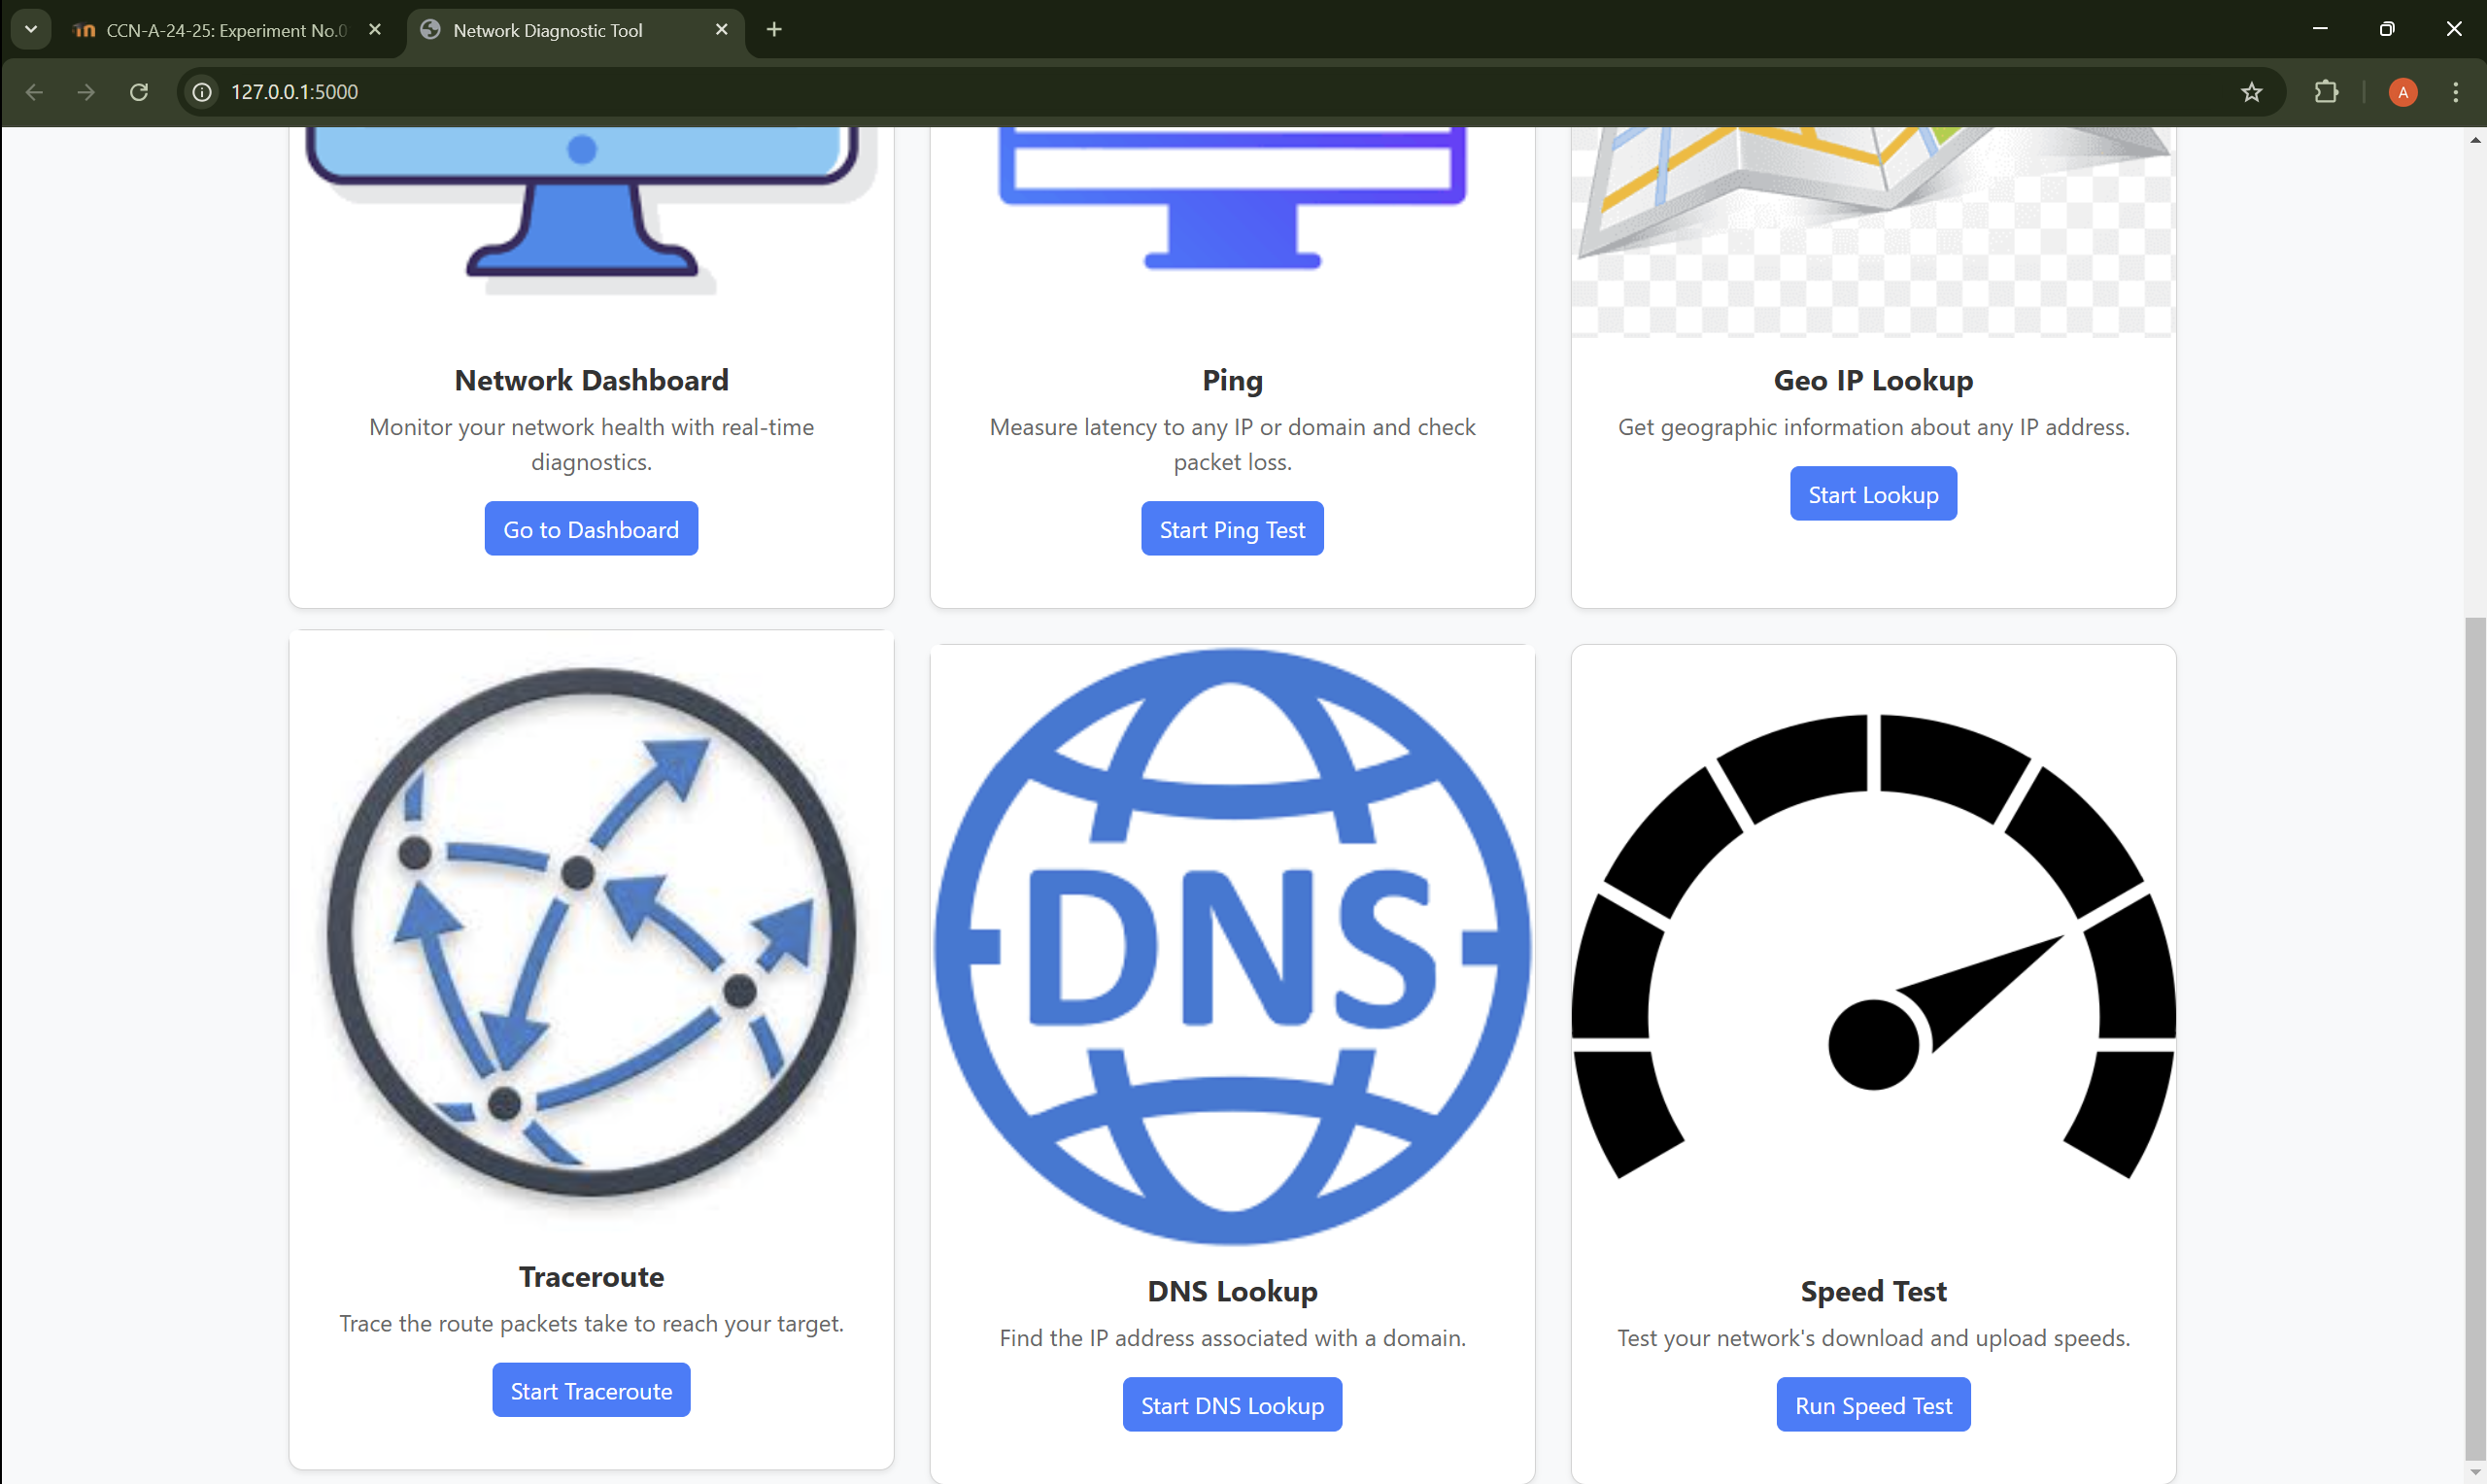 CCN-A-24-25: Experiment No.0
Network Diagnostic Tool
127.0.0.1:5000
A
Network Dashboard
Monitor your network health with real-time
diagnostics.
Go to Dashboard
Ping
Measure latency to any IP or domain and check
packet loss.
Start Ping Test
Geo IP Lookup
Get geographic information about any IP address.
Start Lookup
Traceroute
Trace the route packets take to reach your target.
Start Traceroute
DNS
DNS Lookup
Find the IP address associated with a domain.
Start DNS Lookup
Speed Test
Test your network's download and upload speeds.
Run Speed Test